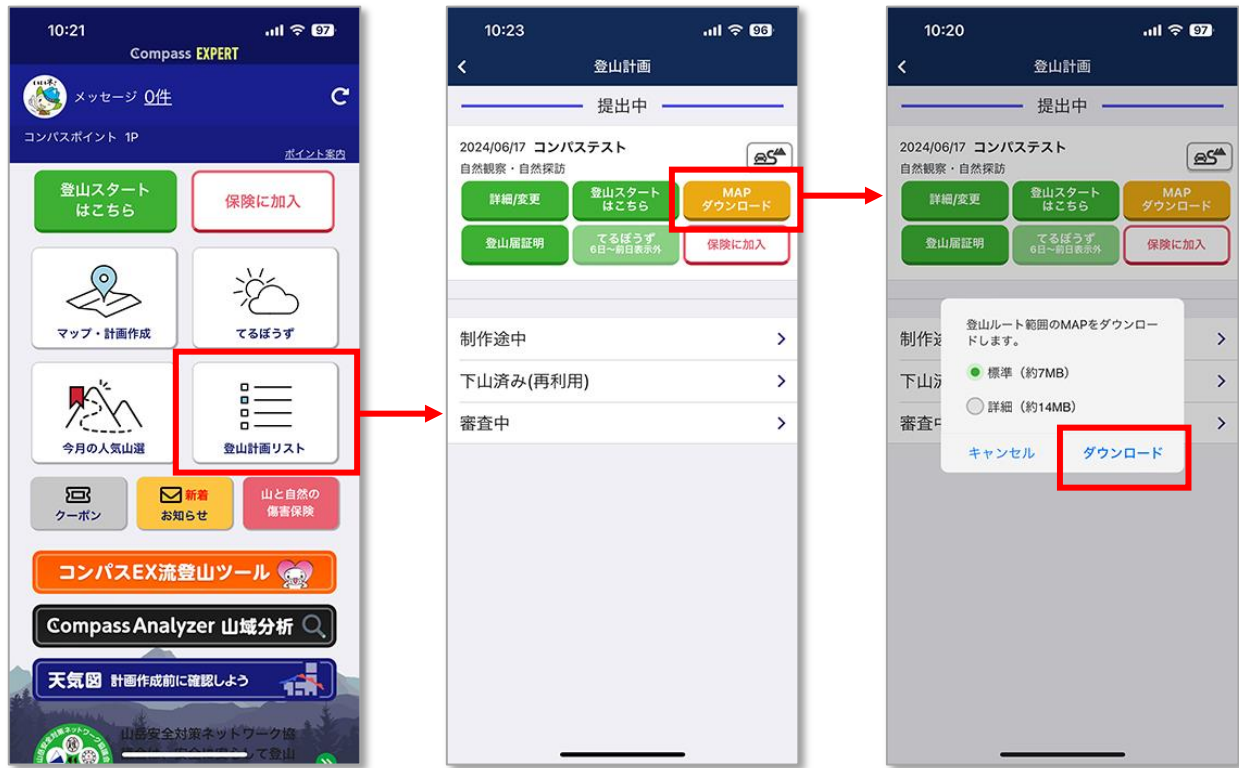 10:21
97
Compass EXPERT
メッセージ 0件
コンパスポイント 1P
ポイント案内
登山スタート
はこちら
保険に加入
マップ・計画作成
てるぼうず
今月の人気山選
登山計画リスト
クーポン
新着
お知らせ
山と自然の
傷害保険
コンパスEX流登山ツール
Compass Analyzer 山域分析
天気図 計画作成前に確認しよう
山岳安全対策ネットワーク協
10:23
96
登山計画
提出中
2024/06/17 コンパステスト
自然観察・自然探訪
詳細/変更
登山スタート
はこちら
MAP
ダウンロード
登山届証明
てるぼうず
6日～前日表示外
保険に加入
制作途中
下山済み(再利用)
審査中
10:20
97
登山計画
提出中
2024/06/17 コンパステスト
自然観察・自然探訪
詳細/変更
登山スタート
はこちら
MAP
ダウンロード
登山届証明
てるぼうず
6日～前日表示外
保険に加入
制作途
下山済
審査中
登山ルート範囲のMAPをダウンロー
ドします。
標準（約7MB）
詳細（約14MB）
キャンセル
ダウンロード